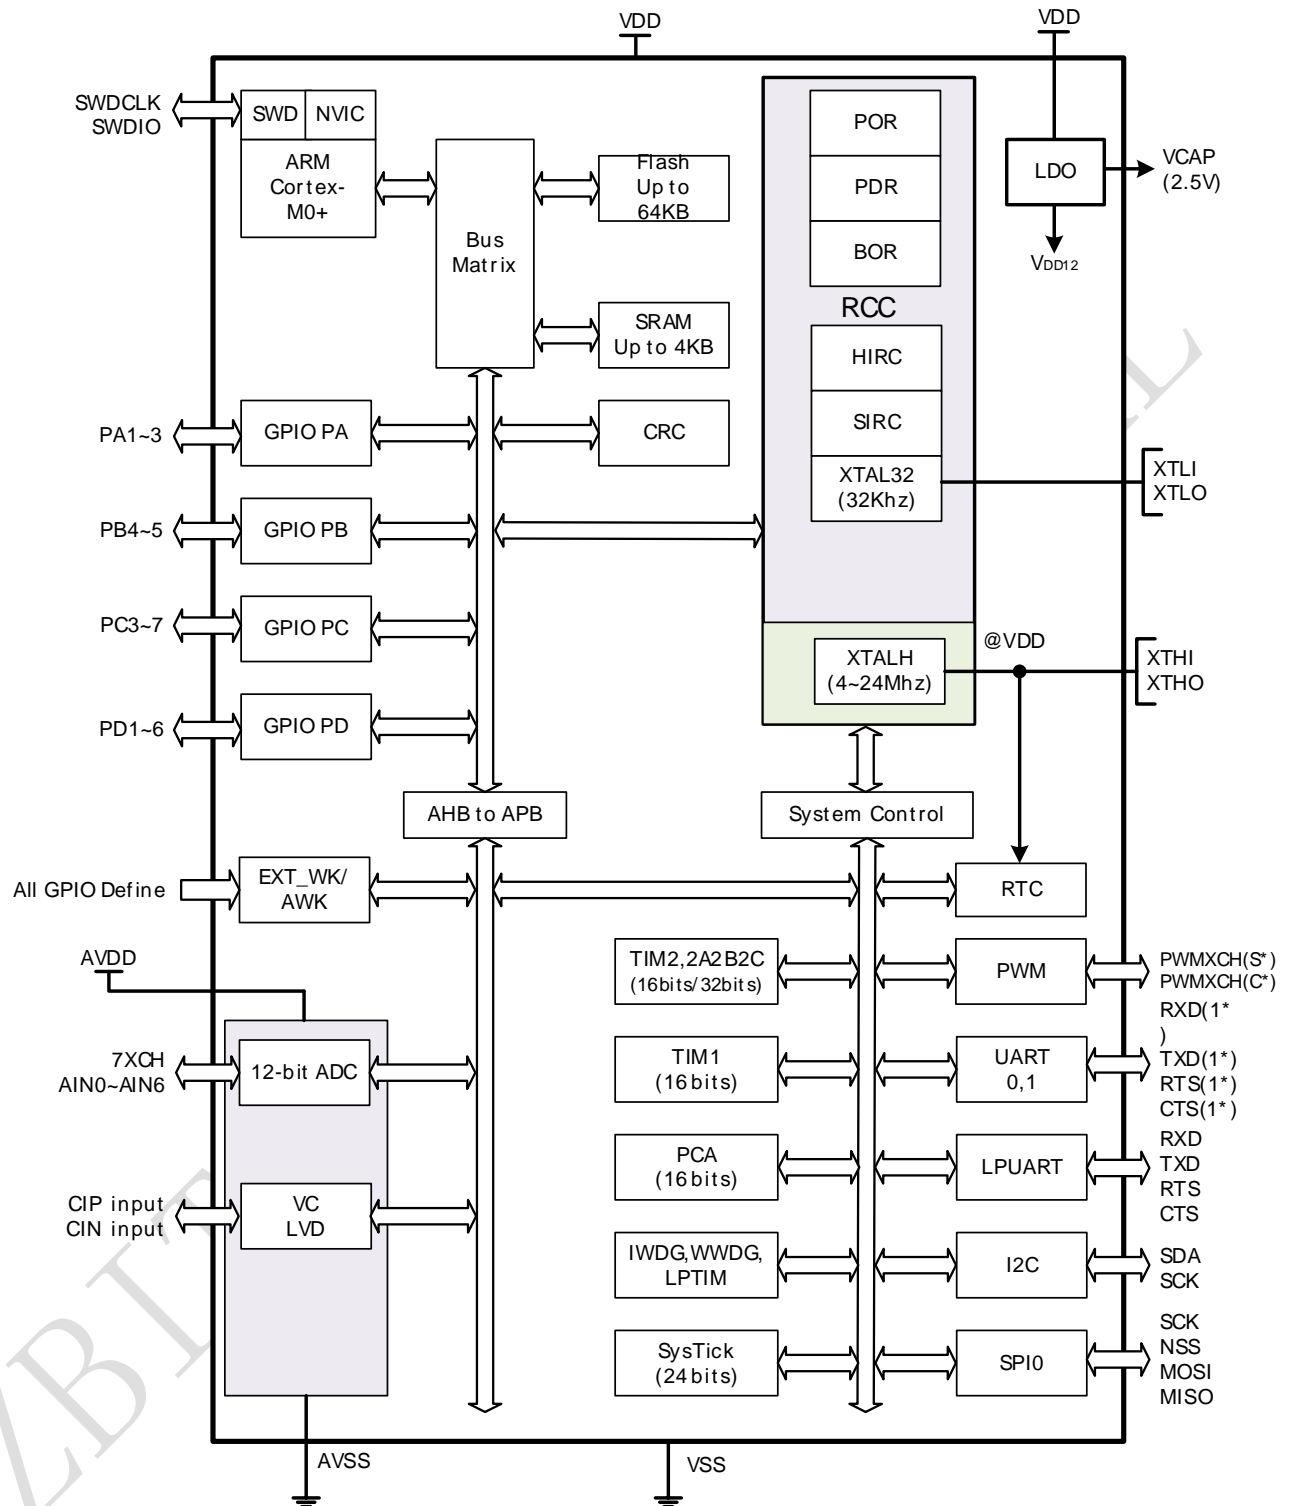 VDD
VDD
SWDCLK
SWDIO
SWD
NVIC
ARM
Cortex-
M0+
Bus
Matrix
Flash
Up to
64KB
SRAM
Up to 4KB
POR
PDR
BOR
RCC
HIRC
SIRC
XTAL32
(32Khz)
LDO
VCAP
(2.5V)
VDD12
XTLI
XTLO
PA1~3
GPIO PA
CRC
PB4~5
GPIO PB
PC3~7
GPIO PC
PD1~6
GPIO PD
XTALH
(4~24Mhz)
@VDD
XTHI
XTHO
AHB to APB
System Control
All GPIO Define
EXT_WK/
AWK
RTC
AVDD
7XCH
AIN0~AIN6
12-bit ADC
CIP input
CIN input
VC
LVD
TIM2,2A2B2C
(16bits/32bits)
PWM
PWMXCH(S*)
PWMXCH(C*)
TIM1
(16bits)
UART
0,1
RXD(1*
)
TXD(1*)
RTS(1*)
CTS(1*)
PCA
(16bits)
LPUART
RXD
TXD
RTS
CTS
IWDG,WWDG,
LPTIM
I2C
SDA
SCK
SysTick
(24bits)
SPI0
SCK
NSS
MOSI
MISO
AVSS
VSS
ZBIT
L